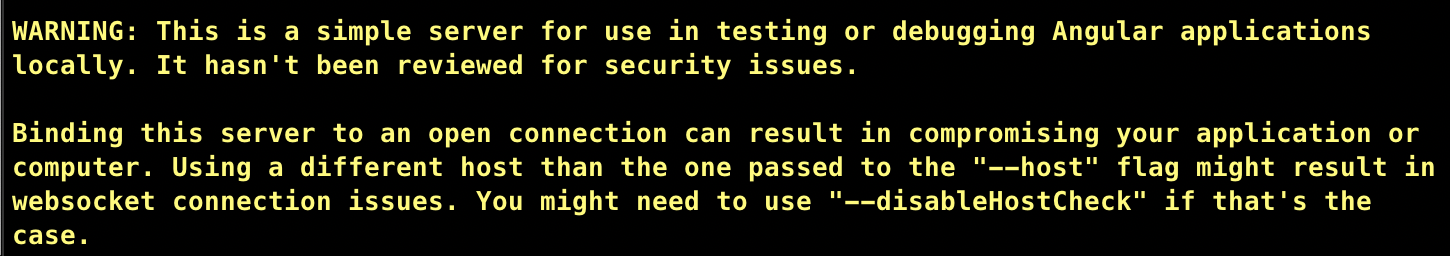 WARNING: This is a simple server for use in testing or debugging Angular applications
locally. It hasn't been reviewed for security issues.

Binding this server to an open connection can result in compromising your application or
computer. Using a different host than the one passed to the "--host" flag might result in
websocket connection issues. You might need to use "--disableHostCheck" if that's the
case.